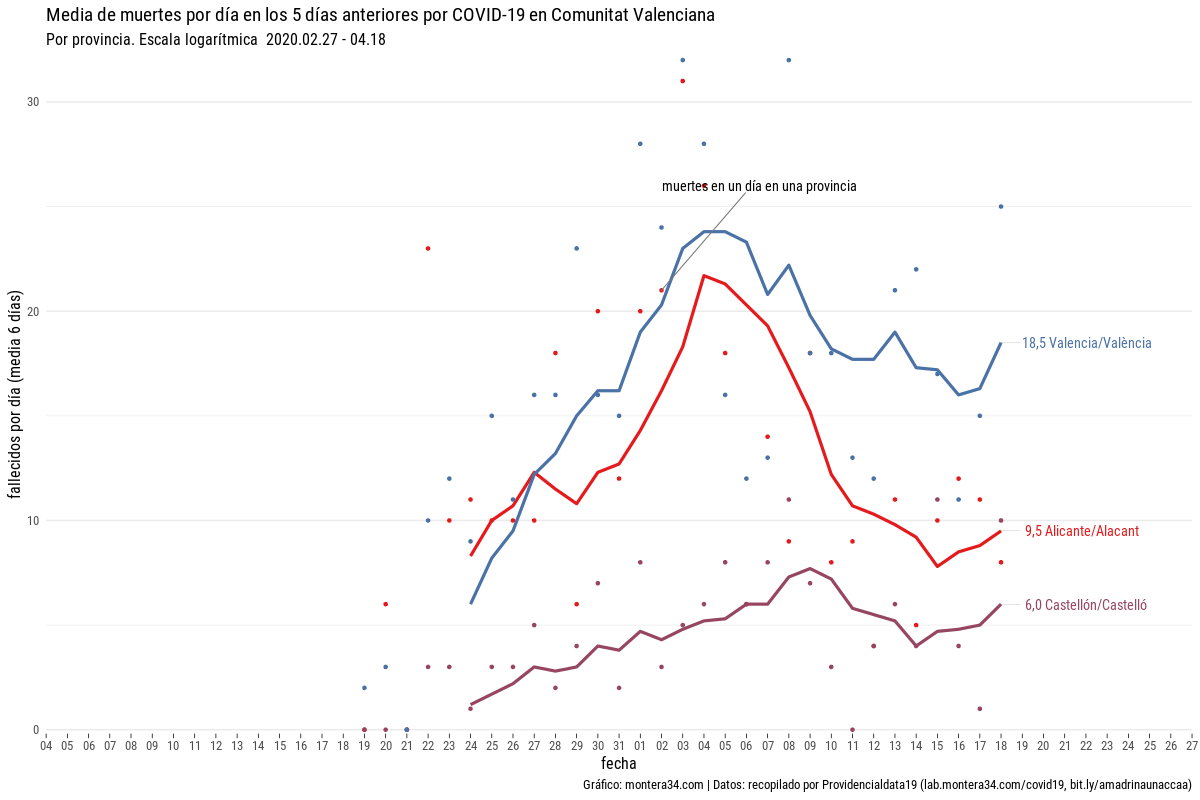 Media de muertes por día en los 5 días anteriores por COVID-19 en Comunitat Valenciana
Por provincia. Escala logarítmica  2020.02.27 - 04.18
30
muertes en un día en una provincia
fallecidos por día (media 6 días)
20
18,5 Valencia/València
10
9,5 Alicante/Alacant
6,0 Castellón/Castelló
0
04 05 06 07 08 09 10 11 12 13 14 15 16 17 18 19 20 21 22 23 24 25 26 27 28 29 30 31 01 02 03 04 05 06 07 08 09 10 11 12 13 14 15 16 17 18 19 20 21 22 23 24 25 26 27
fecha
Gráfico: montera34.com | Datos: recopilado por Providencialdata19 (lab.montera34.com/covid19, bit.ly/amadrinaunaccaa)